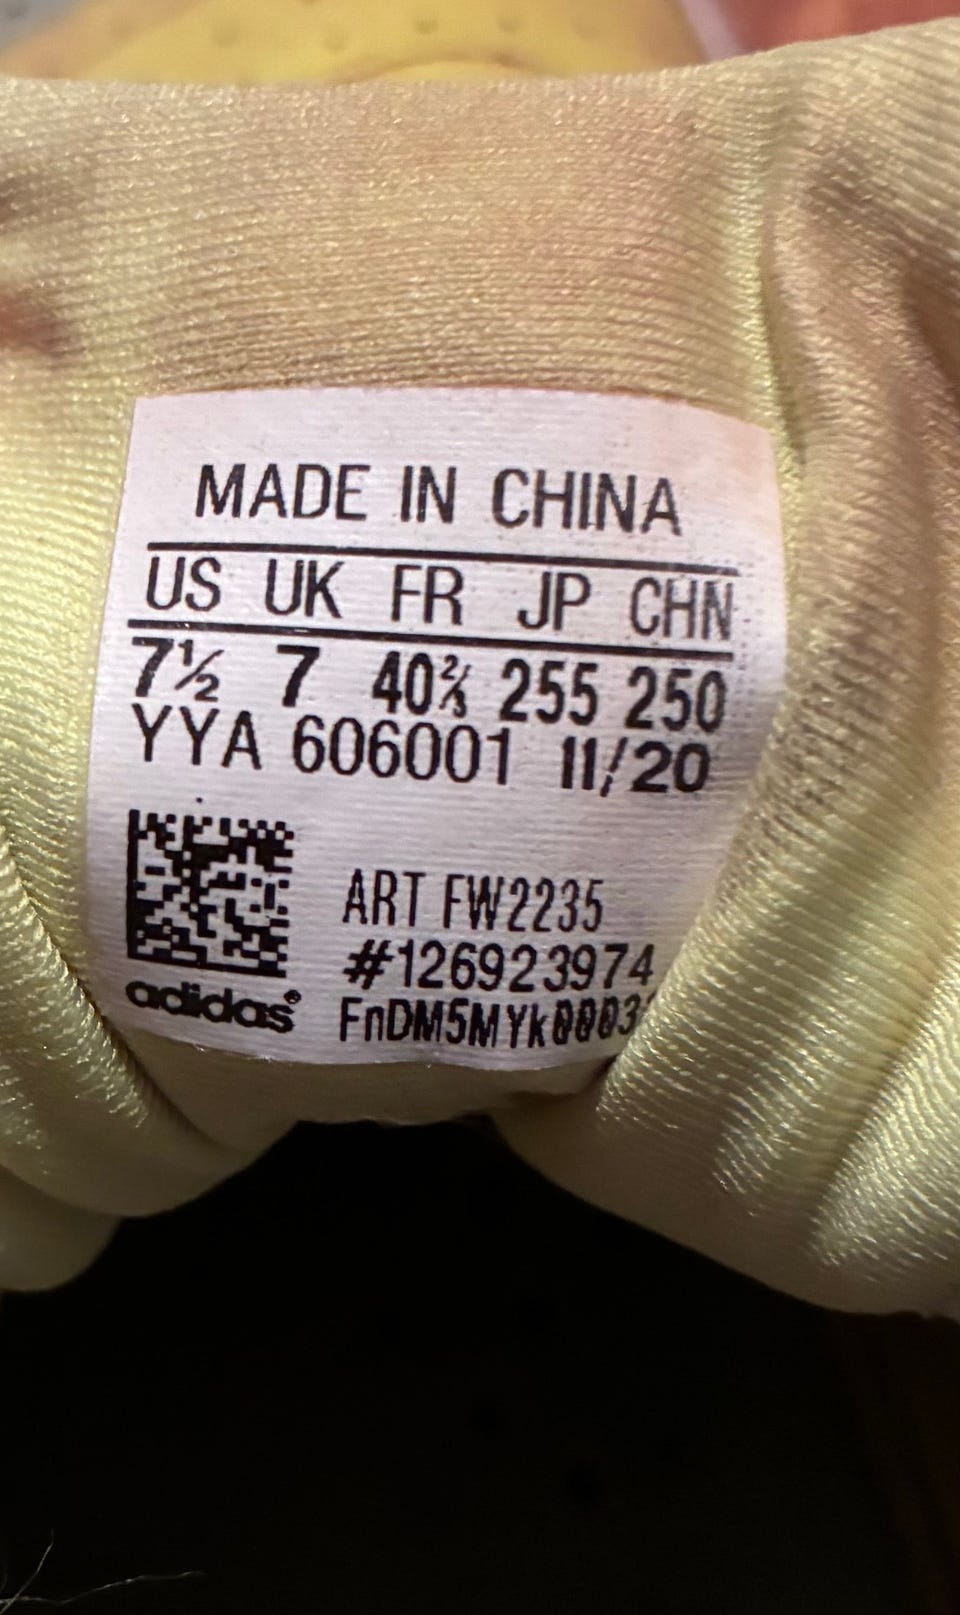 MADE IN CHINA
US UK FR JP CHN
7½ 7 40⅔ 255 250
YYA 606001 11/20
ART FW2235
#126923974
adidas®